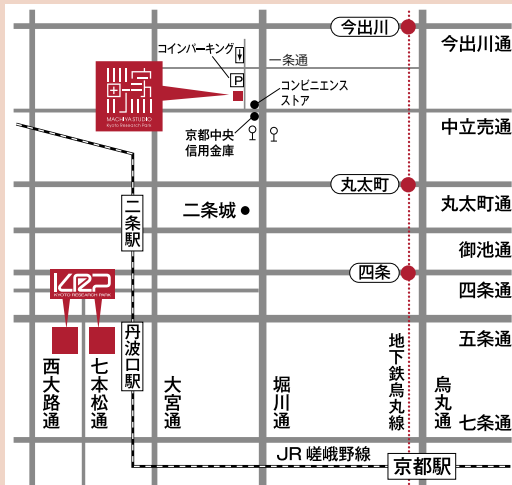 今出川
今出川通
コインパーキング
P
一条通
コンビニエンス
ストア
町家
MACHIYA STUDIO
Kyoto Research Park
京都中央
信用金庫
中立売通
丸太町
丸太町通
二条城
二条駅
御池通
四条
四条通
KRP
KYOTO RESEARCH PARK
五条通
西大路通
七本松通
丹波口駅
大宮通
堀川通
地下鉄烏丸線
烏丸通
七条通
JR 嵯峨野線
京都駅